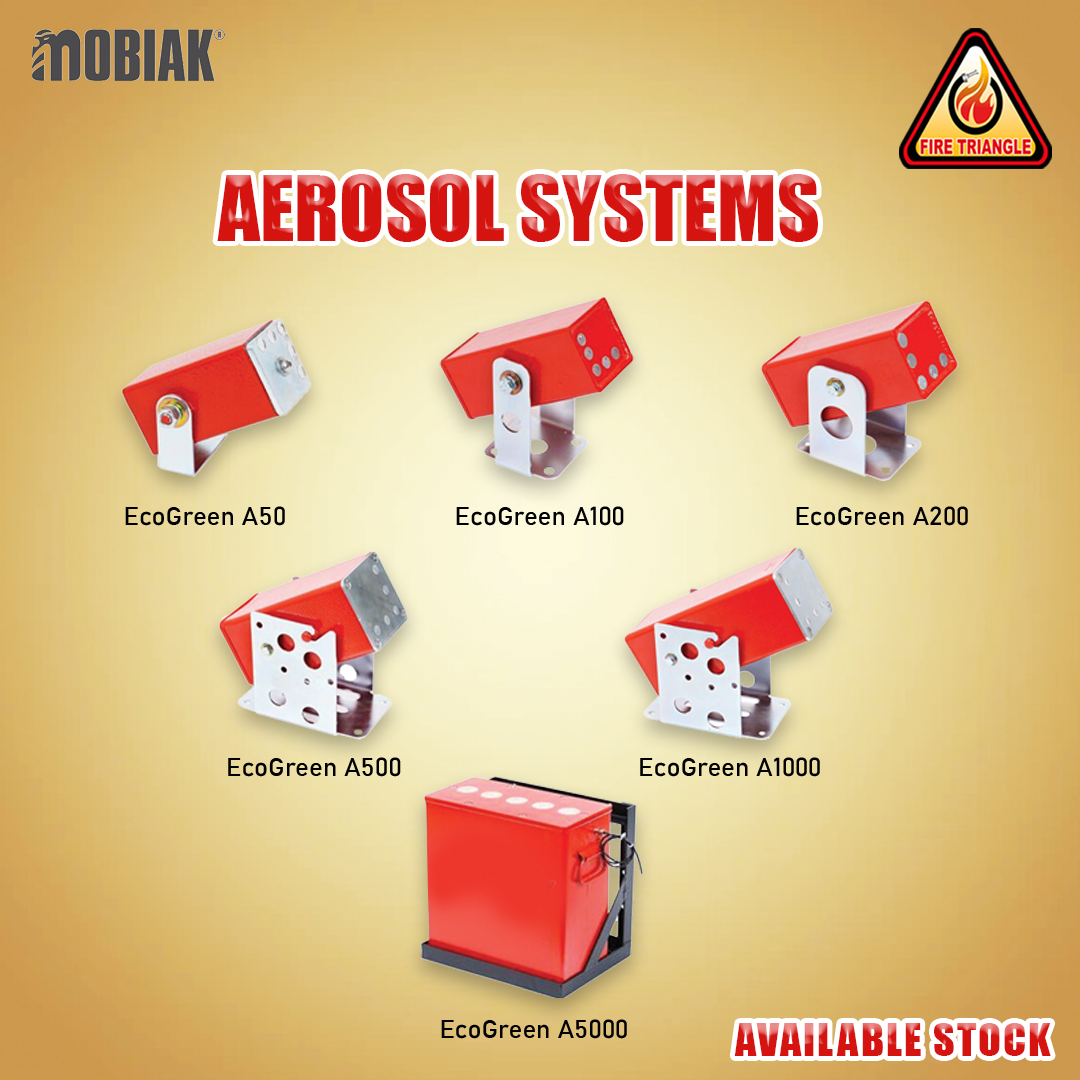 MOBIAK®
FIRE TRIANGLE
AEROSOL SYSTEMS
EcoGreen A50
EcoGreen A100
EcoGreen A200
EcoGreen A500
EcoGreen A1000
EcoGreen A5000
AVAILABLE STOCK